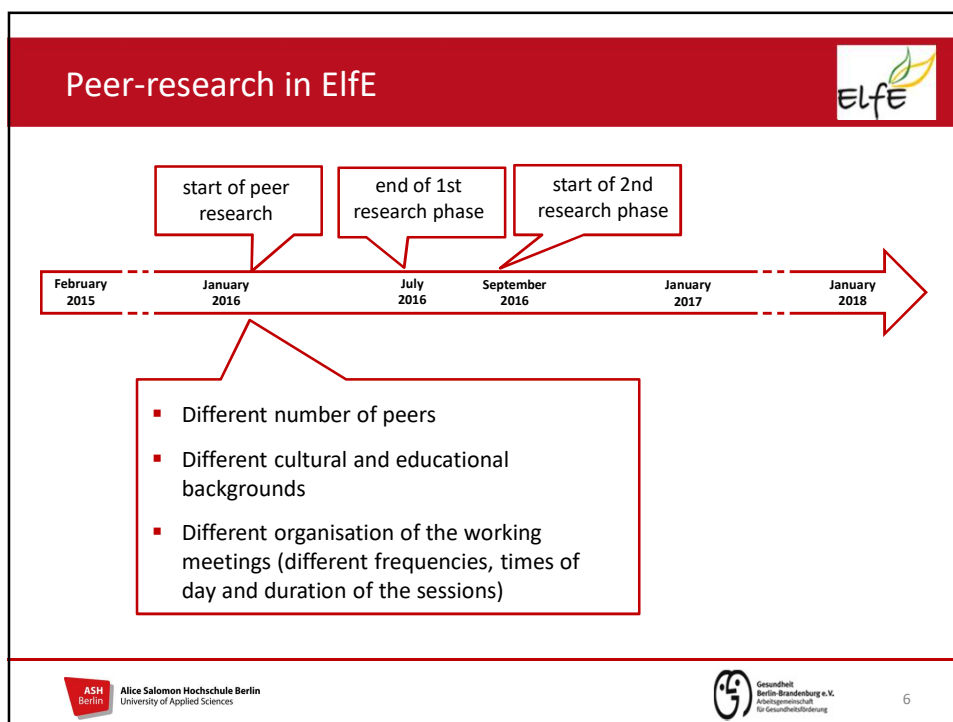 Peer-research in ElfE
ELfE
start of peer
research
end of 1st
research phase
start of 2nd
research phase
February
2015
January
2016
July
2016
September
2016
January
2017
January
2018
▪ Different number of peers
▪ Different cultural and educational
backgrounds
▪ Different organisation of the working
meetings (different frequencies, times of
day and duration of the sessions)
ASH
Berlin
Alice Salomon Hochschule Berlin
University of Applied Sciences
Gesundheit
Berlin-Brandenburg e.V.
Arbeitsgemeinschaft
für Gesundheitsförderung
6